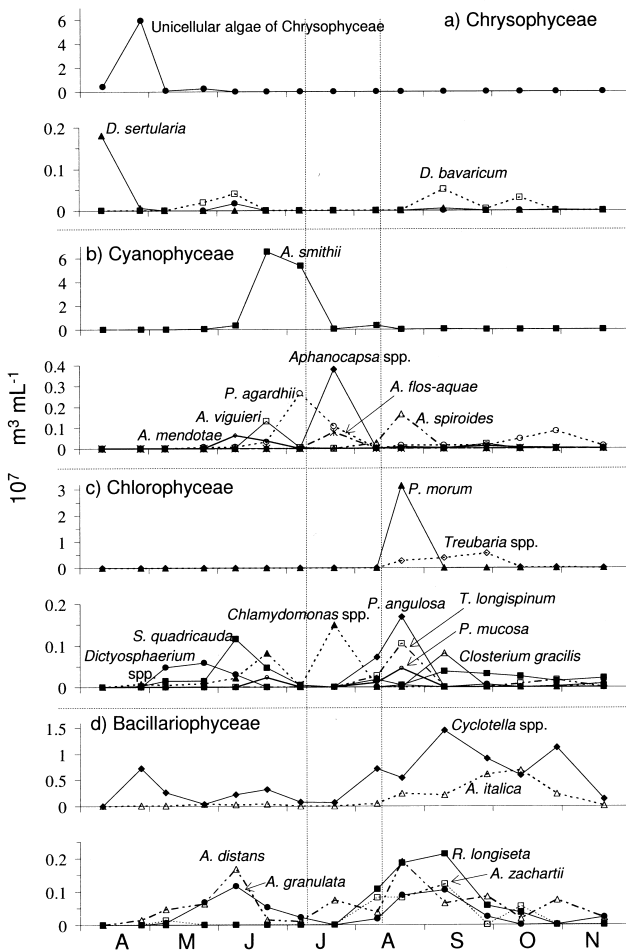 a) Chrysophyceae
Unicellular algae of Chrysophyceae
6
4
2
0
0.2
0.1
0
D. sertularia
D. bavaricum
b) Cyanophyceae
A. smithii
6
4
2
0
Aphanocapsa spp.
0.4
0.3
0.2
0.1
0
P. agardhii
A. flos-aquae
A. viguieri
A. spiroides
A. mendotae
10^7 m^3 mL^-1
c) Chlorophyceae
3
2
1
0
P. morum
Treubaria spp.
0.2
0.1
0
P. angulosa
T. longispinum
Chlamydomonas spp.
P. mucosa
S. quadricauda
Dictyosphaerium
spp.
Closterium gracilis
d) Bacillariophyceae
1.5
1
0.5
0
Cyclotella spp.
A. italica
0.2
0.1
0
A. distans
R. longiseta
A. granulata
A. zachartii
A M J J A S O N